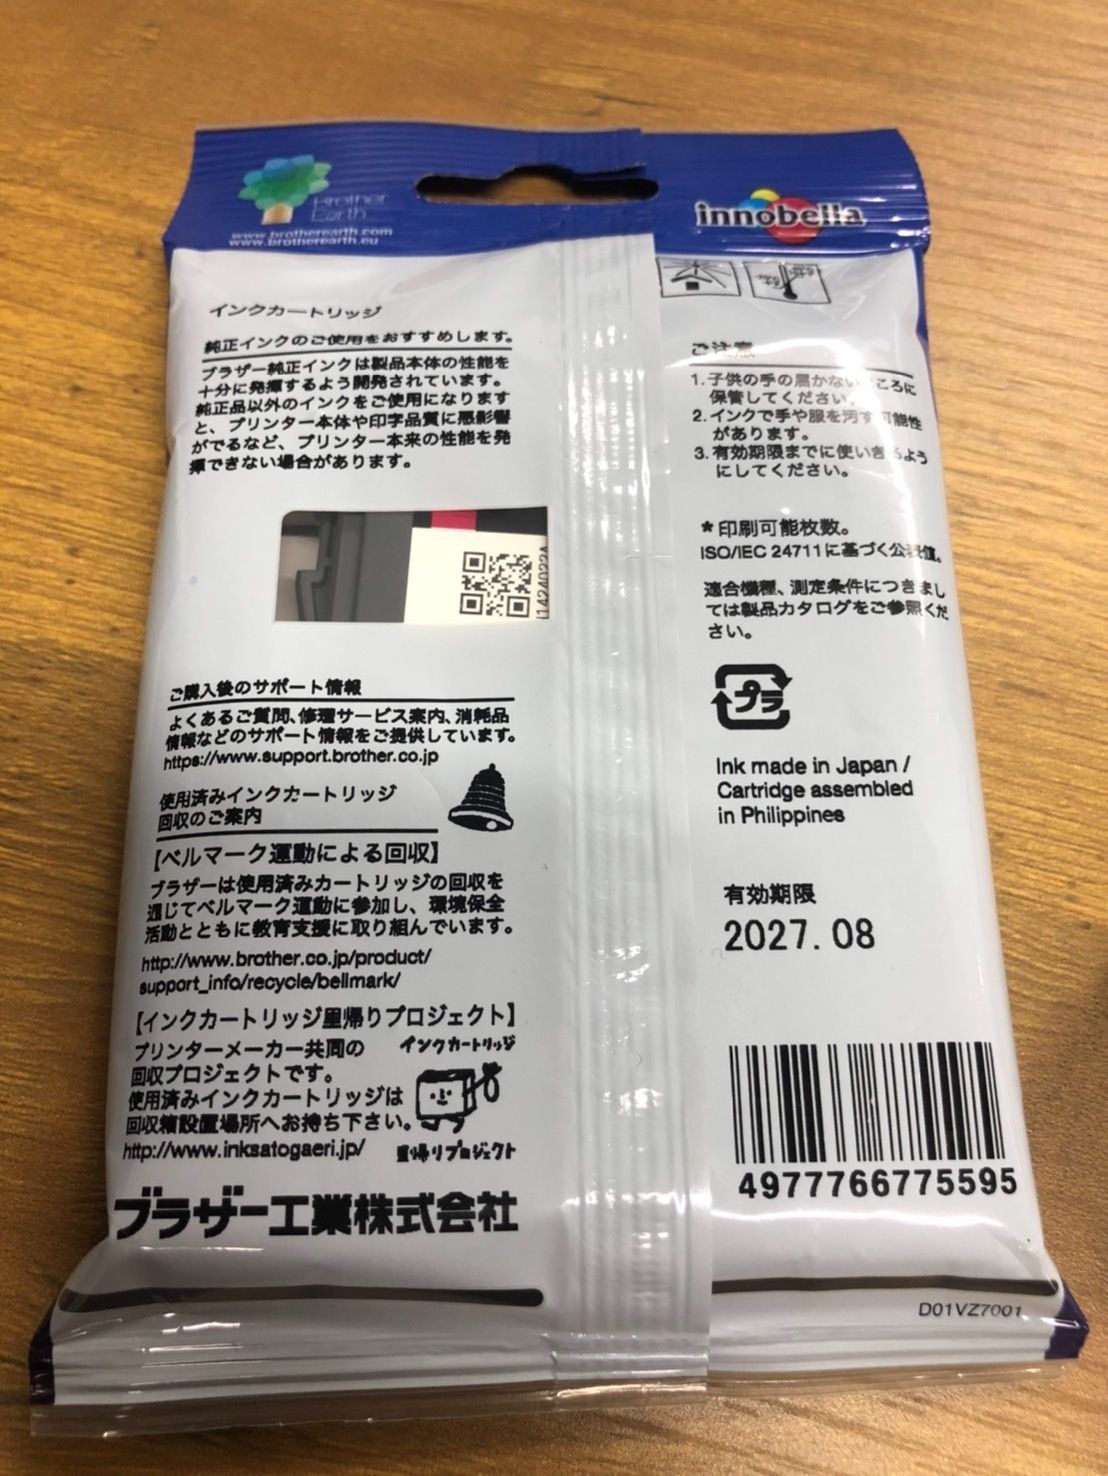 Brother
Earth
www.brotherearth.com
www.brotherearth.eu
innobella
インクカートリッジ
純正インクのご使用をおすすめします。
ブラザー純正インクは製品本体の性能を
十分に発揮するよう開発されています。
純正品以外のインクをご使用になります
と、プリンター本体や印字品質に悪影響
がでるなど、プリンター本来の性能を発
揮できない場合があります。
1424023A
ご購入後のサポート情報
よくあるご質問、修理サービス案内、消耗品
情報などのサポート情報をご提供しています。
https://www.support.brother.co.jp
使用済みインクカートリッジ
回収のご案内
【ベルマーク運動による回収】
ブラザーは使用済みカートリッジの回収を
通じてベルマーク運動に参加し、環境保全
活動とともに教育支援に取り組んでいます。
http://www.brother.co.jp/product/
support_info/recycle/bellmark/
【インクカートリッジ里帰りプロジェクト】
プリンターメーカー共同の
回収プロジェクトです。
使用済みインクカートリッジは
回収箱設置場所へお持ち下さい。
http://www.inksatogaeri.jp/
インクカートリッジ
里帰りプロジェクト
ブラザー工業株式会社
ご注意
1.子供の手の届かないところに
保管してください。
2.インクで手や服を汚す可能性
があります。
3.有効期限までに使いきるよう
にしてください。
*印刷可能枚数。
ISO/IEC 24711に基づく公表値。
適合機種、測定条件につきまし
ては製品カタログをご参照くだ
さい。
プラ
Ink made in Japan /
Cartridge assembled
in Philippines
有効期限
2027.08
4977766775595
D01VZ7001